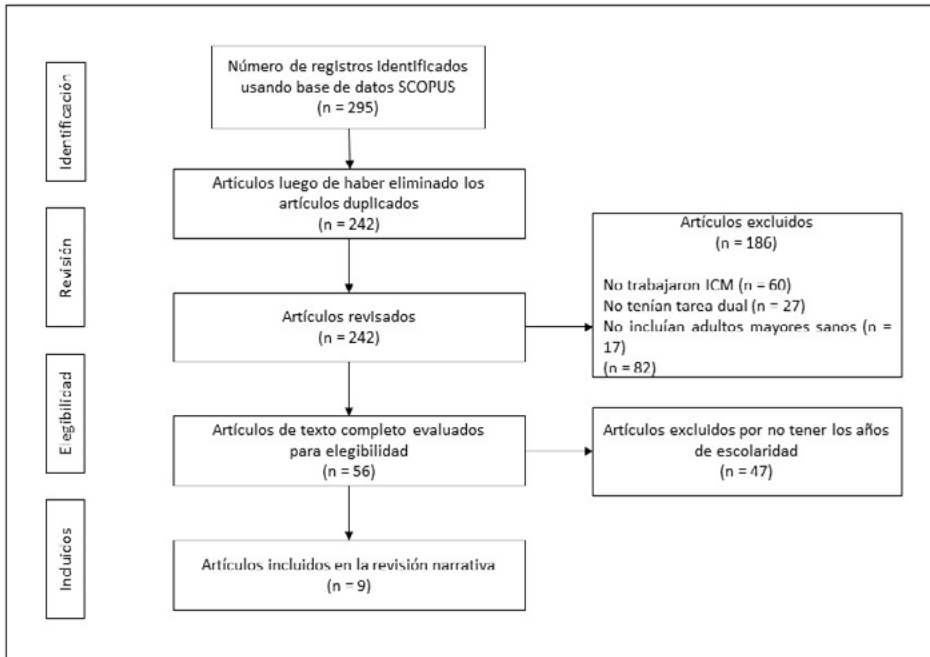 Identificación
Número de registros identificados
usando base de datos SCOPUS
(n = 295)
Artículos luego de haber eliminado los
artículos duplicados
(n = 242)
Revisión
Artículos revisados
(n = 242)
Artículos excluidos
(n = 186)
No trabajaron ICM (n = 60)
No tenían tarea dual (n = 27)
No incluían adultos mayores sanos (n =
17)
(n = 82)
Elegibilidad
Artículos de texto completo evaluados
para elegibilidad
(n = 56)
Artículos excluidos por no tener los años
de escolaridad
(n = 47)
Incluidos
Artículos incluidos en la revisión narrativa
(n = 9)